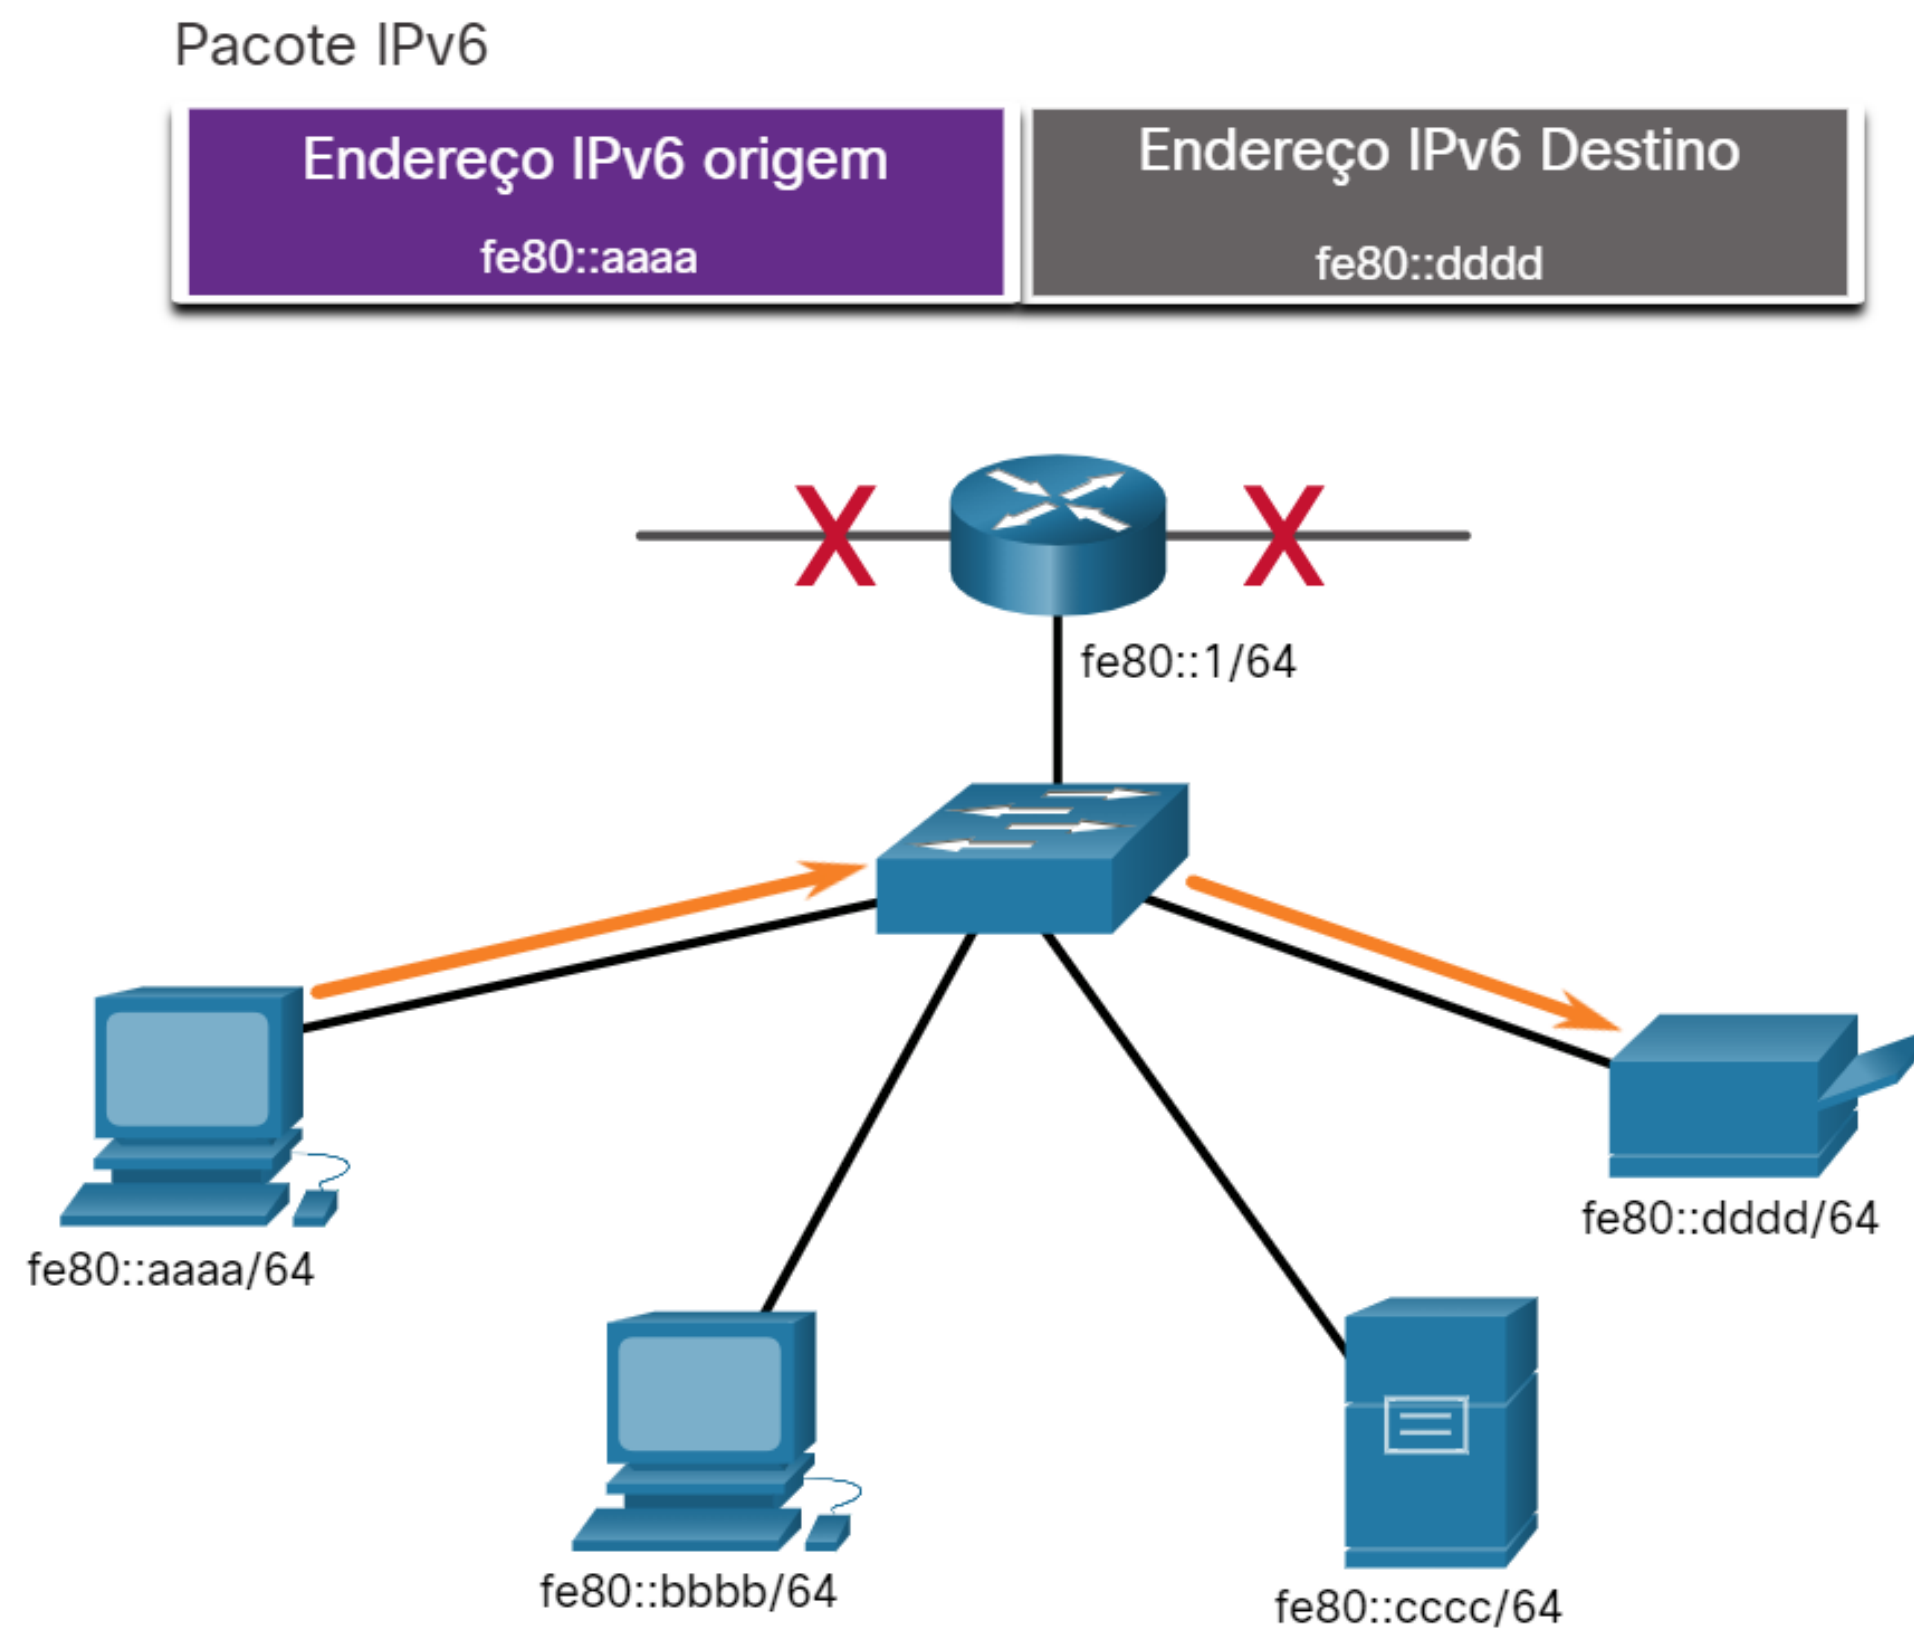 Pacote IPv6
Endereço IPv6 origem
fe80::aaaa
Endereço IPv6 Destino
fe80::dddd
X
X
fe80::1/64
fe80::aaaa/64
fe80::dddd/64
fe80::bbbb/64
fe80::cccc/64